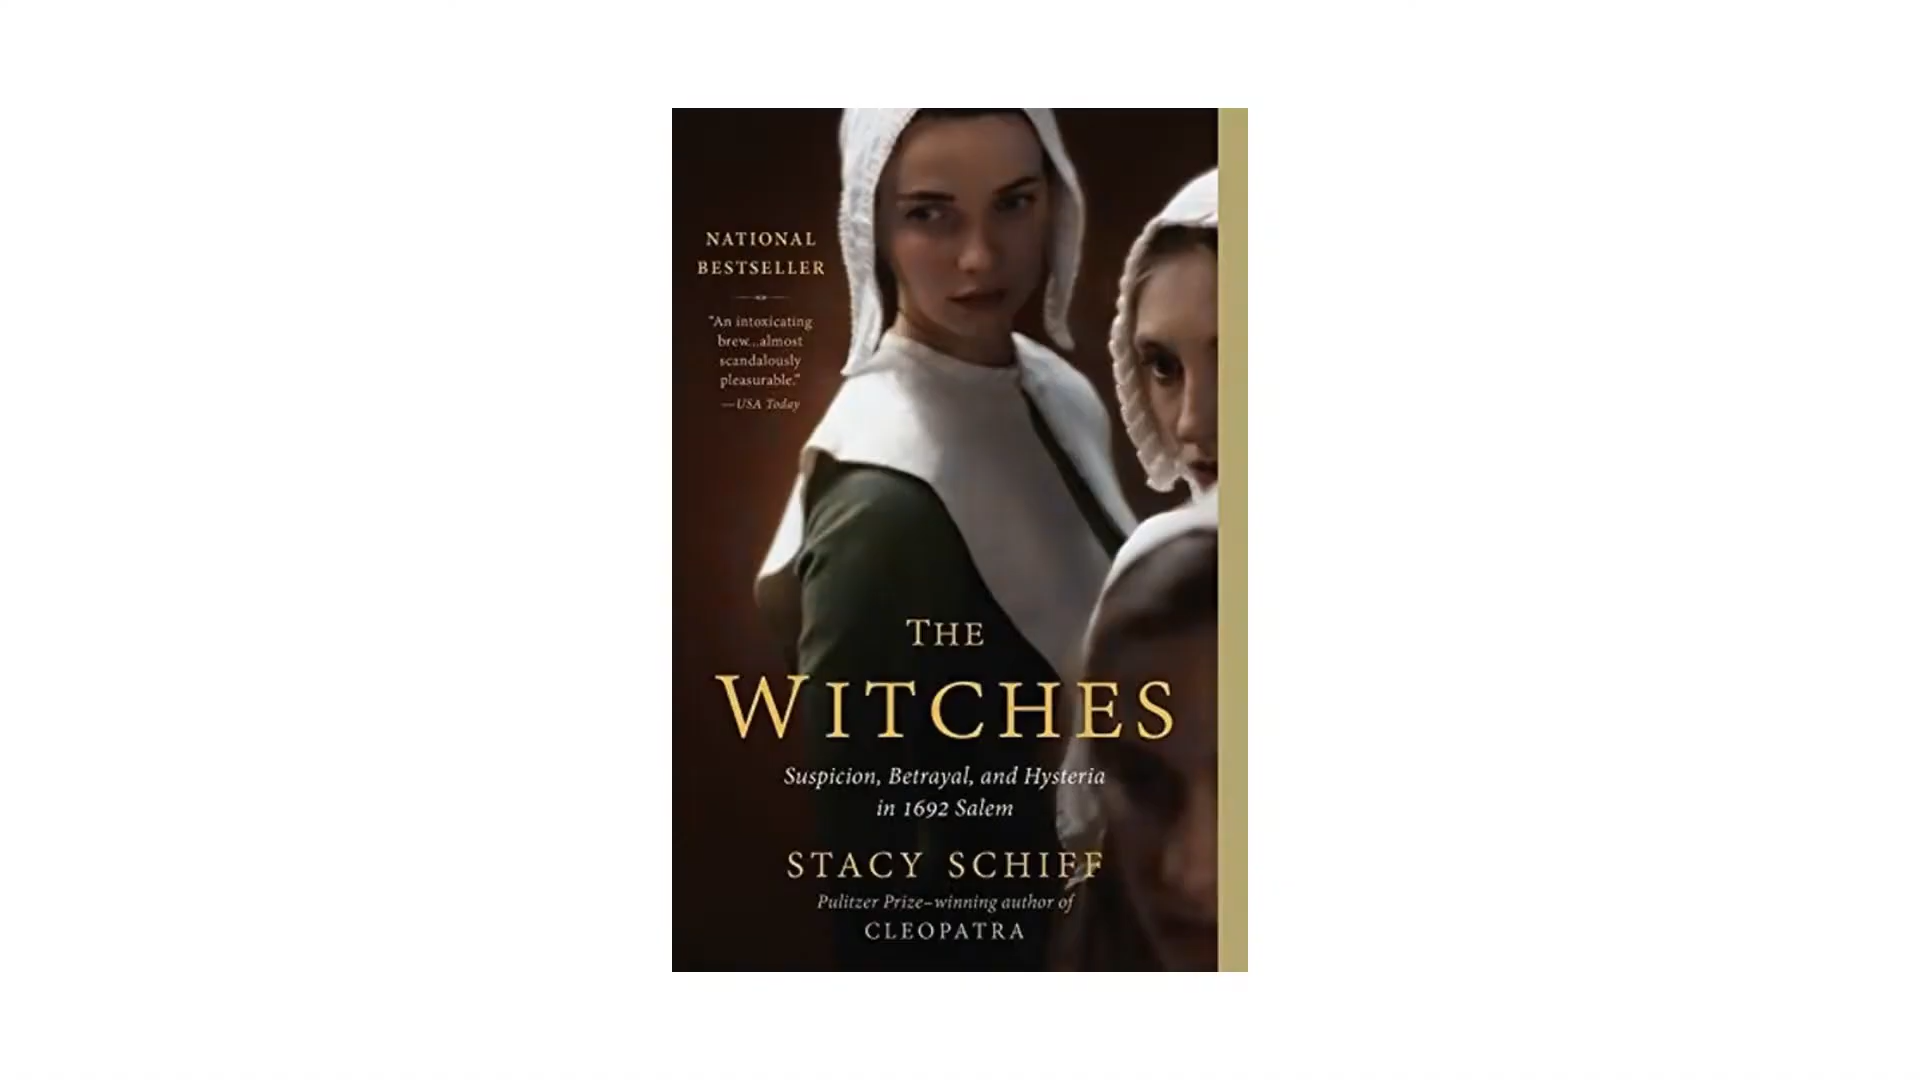 NATIONAL
BESTSELLER
"An intoxicating
brew...almost
scandalously
pleasurable."
—USA Today
THE
WITCHES
Suspicion, Betrayal, and Hysteria
in 1692 Salem
STACY SCHIFF
Pulitzer Prize–winning author of
CLEOPATRA